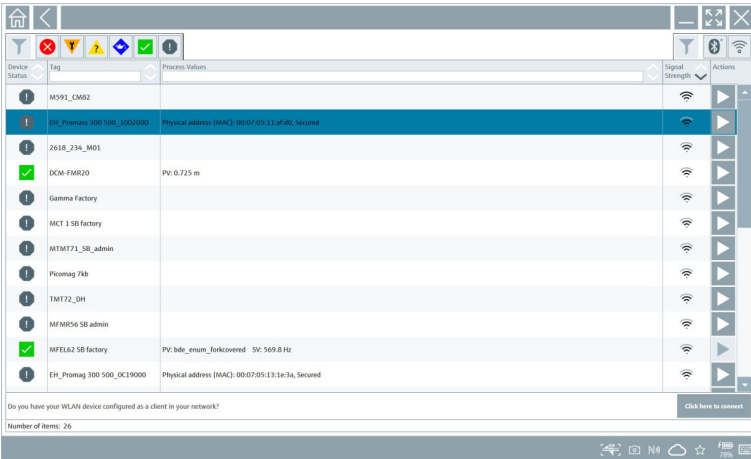 Device Status
Tag
Process Values
Signal Strength
Actions
M591_CM82
EH_Promass 300 500_1002000 Physical address (MAC): 00:07:05:11:af:d0, Secured
2618_234_M01
DCM-FMR20 PV: 0.725 m
Gamma Factory
MCT 1 SB factory
MTMT71_SB_admin
Picomag 7kb
TMT72_DH
MFMR56 SB admin
MFEL62 SB factory PV: bde_enum_forkcovered SV: 569.8 Hz
EH_Promag 300 500_0C19000 Physical address (MAC): 00:07:05:13:1e:3a, Secured
Do you have your WLAN device configured as a client in your network? Click here to connect
Number of items: 26
78%